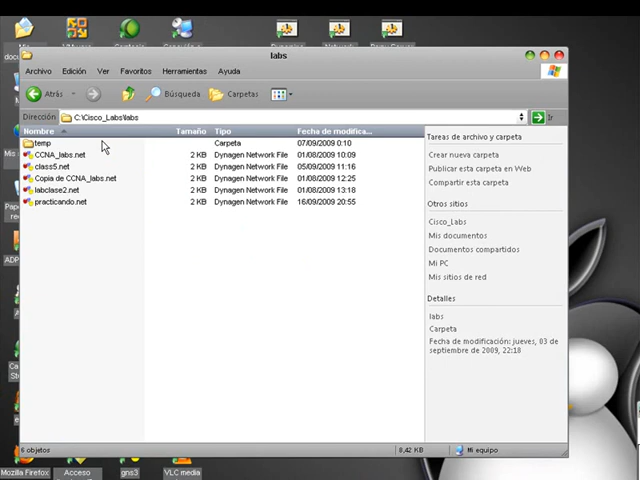 labs
Archivo Edición Ver Favoritos Herramientas Ayuda
Atrás Búsqueda Carpetas
Dirección C:\Cisco_Labs\labs Ir
Nombre Tamaño Tipo Fecha de modifica...
temp Carpeta 07/09/2009 0:10
CCNA_labs.net 2 KB Dynagen Network File 01/08/2009 10:09
class5.net 2 KB Dynagen Network File 05/09/2009 11:16
Copia de CCNA_labs.net 2 KB Dynagen Network File 01/08/2009 12:25
labclase2.net 2 KB Dynagen Network File 01/08/2009 13:18
practicando.net 2 KB Dynagen Network File 16/09/2009 20:55
Tareas de archivo y carpeta
Crear nueva carpeta
Publicar esta carpeta en Web
Compartir esta carpeta
Otros sitios
Cisco_Labs
Mis documentos
Documentos compartidos
Mi PC
Mis sitios de red
Detalles
labs
Carpeta
Fecha de modificación: jueves, 03 de
septiembre de 2009, 22:18
6 objetos 8,42 KB Mi equipo
Mozilla Firefox Acceso gns3 VLC media